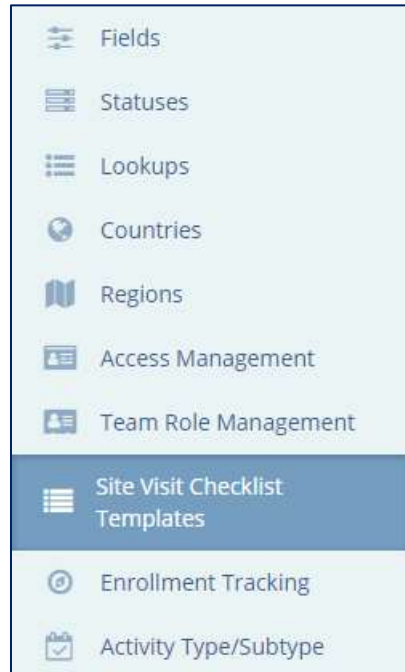 Fields
Statuses
Lookups
Countries
Regions
Access Management
Team Role Management
Site Visit Checklist
Templates
Enrollment Tracking
Activity Type/Subtype